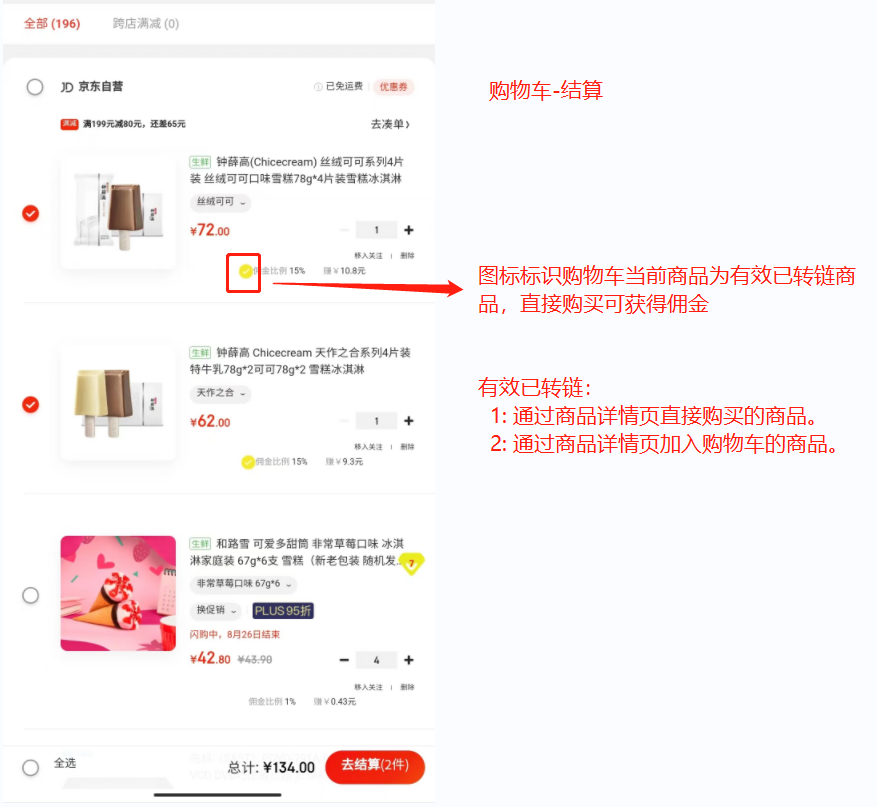 全部 (196) 跨店满减 (0)
购物车-结算
JD 京东自营 已免运费 优惠券
满减 满199元减80元，还差65元 去凑单›
生鲜 钟薛高(Chicecream) 丝绒可可系列4片
装 丝绒可可口味雪糕78g*4片装雪糕冰淇淋
丝绒可可
¥72.00 1
移入关注 | 删除
佣金比例 15% 赚￥10.8元
图标标识购物车当前商品为有效已转链商
品，直接购买可获得佣金
生鲜 钟薛高 Chicecream 天作之合系列4片装
特牛乳78g*2可可78g*2 雪糕冰淇淋
天作之合
¥62.00 1
移入关注 | 删除
佣金比例 15% 赚￥9.3元
有效已转链：
1: 通过商品详情页直接购买的商品。
2: 通过商品详情页加入购物车的商品。
生鲜 和路雪 可爱多甜筒 非常草莓口味 冰淇
淋家庭装 67g*6支 雪糕（新老包装 随机发...
7
非常草莓口味 67g*6
换促销 PLUS 95折
闪购中，8月26日结束
¥42.80 ¥43.90 4
移入关注 | 删除
佣金比例 1% 赚￥0.43元
全选 总计: ¥134.00 去结算(2件)